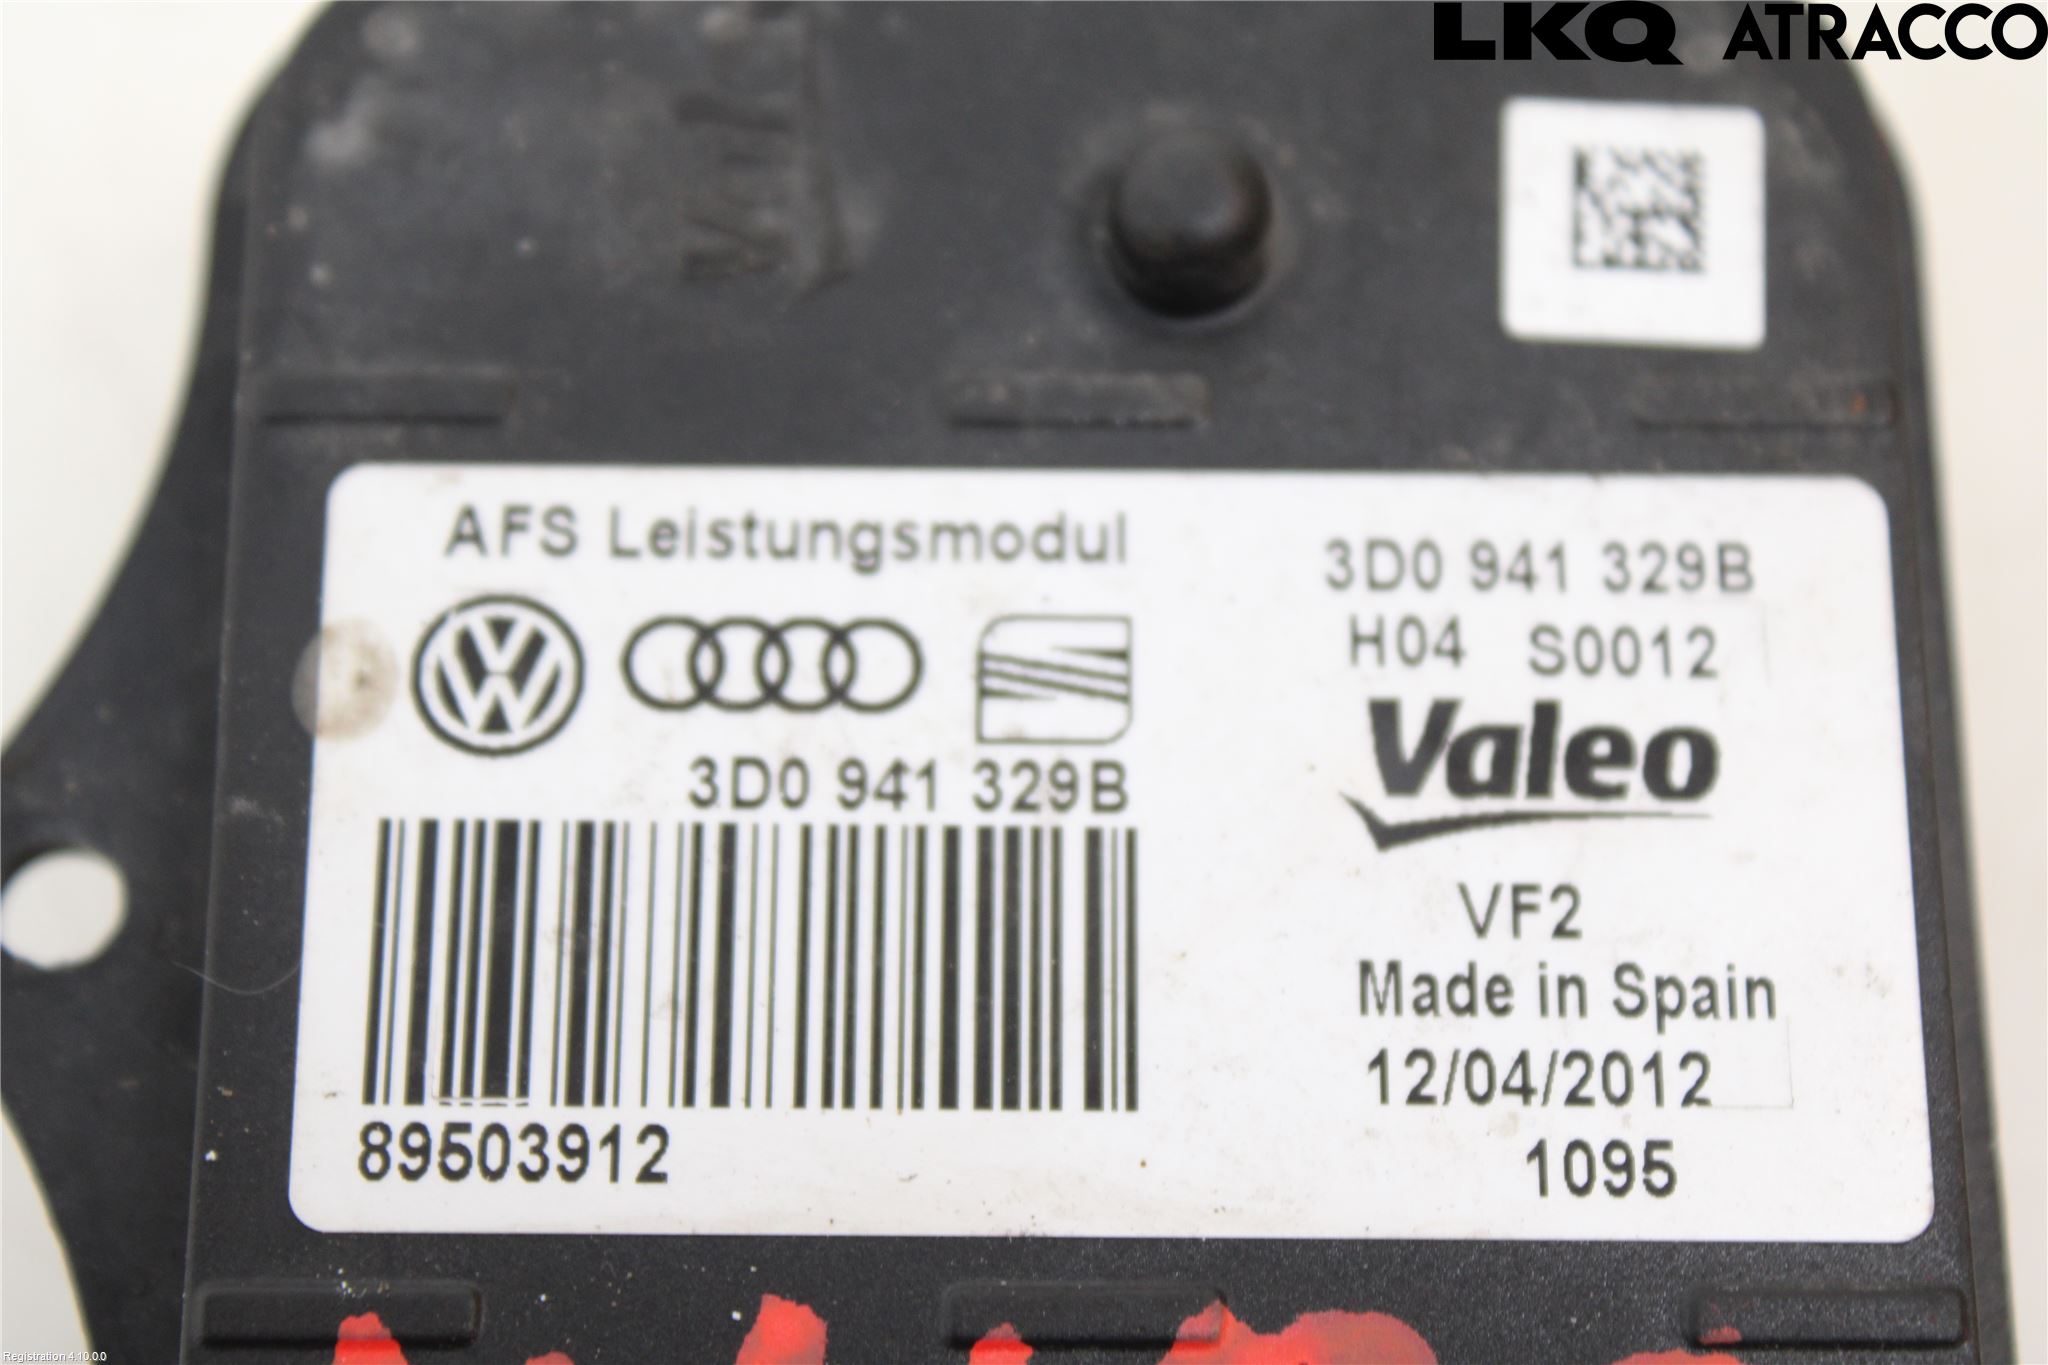 LKQ ATRACCO
AFS Leistungsmodul
3D0 941 329B
89503912
3D0 941 329B
H04 S0012
Valeo
VF2
Made in Spain
12/04/2012
1095
Registration 4.10.0.0